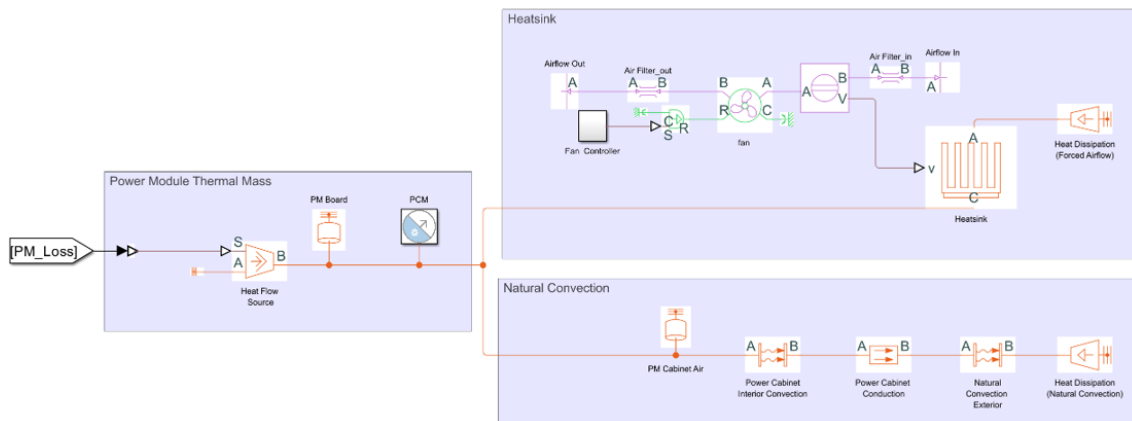 Heatsink
Airflow Out
Air Filter_out
Air Filter_in
Airflow In
A
A B
B A
A B
A B
A
V
R C
C
S R
Fan Controller
fan
A
v
C
Heatsink
Heat Dissipation
(Forced Airflow)
Power Module Thermal Mass
PM Board
PCM
[PM_Loss]
S
A B
Heat Flow
Source
Natural Convection
PM Cabinet Air
A B
A B
A B
Power Cabinet
Interior Convection
Power Cabinet
Conduction
Natural
Convection
Exterior
Heat Dissipation
(Natural Convection)